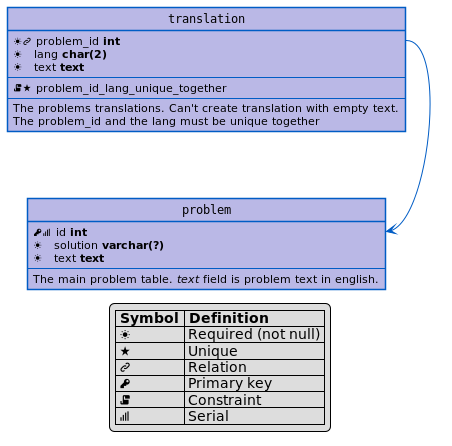 translation
problem_id int
lang char(2)
text text
problem_id_lang_unique_together
The problems translations. Can't create translation with empty text.
The problem_id and the lang must be unique together
problem
id int
solution varchar(?)
text text
The main problem table. text field is problem text in english.
Symbol Definition
☀ Required (not null)
★ Unique
🔗 Relation
🔑 Primary key
Constraint
Serial